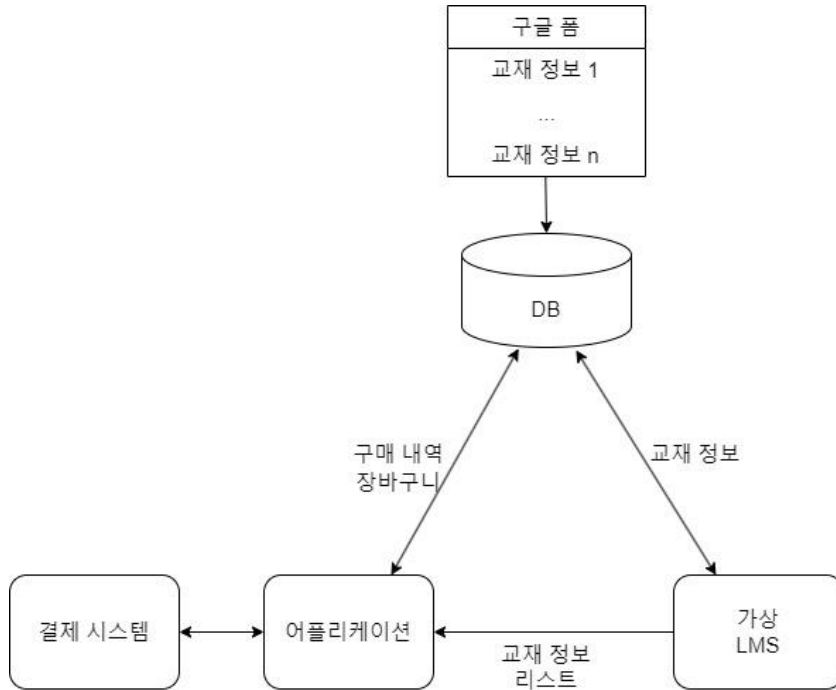 구글 폼
교재 정보 1
...
교재 정보 n
DB
구매 내역
장바구니
교재 정보
결제 시스템
어플리케이션
교재 정보
리스트
가상
LMS